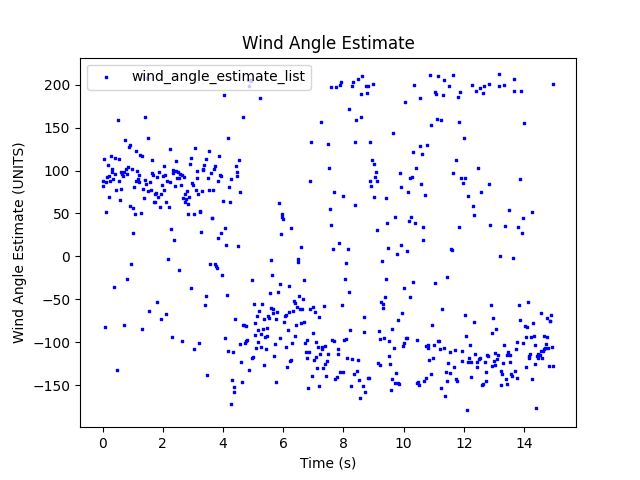 Wind Angle Estimate
wind_angle_estimate_list
Wind Angle Estimate (UNITS)
200
150
100
50
0
−50
−100
−150
0 2 4 6 8 10 12 14
Time (s)